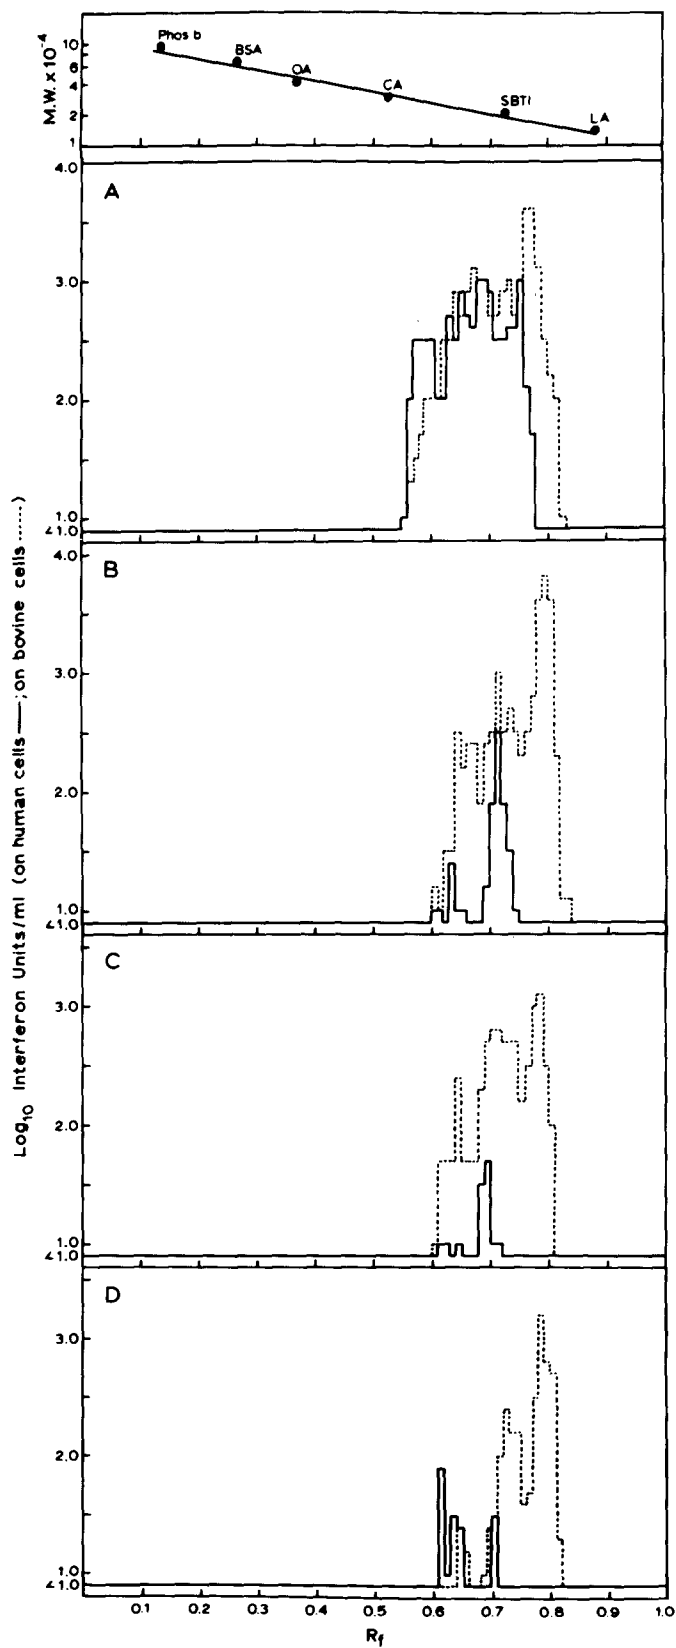 M.W. x 10-4
10
6
4
2
1
Phos b
BSA
OA
CA
SBTI
LA
Log10 Interferon Units/ml (on human cells——; on bovine cells ......)
A
4.0
3.0
2.0
1.0
<1.0
B
4.0
3.0
2.0
1.0
<1.0
C
3.0
2.0
1.0
<1.0
D
3.0
2.0
1.0
<1.0
0.1 0.2 0.3 0.4 0.5 0.6 0.7 0.8 0.9 1.0
Rf